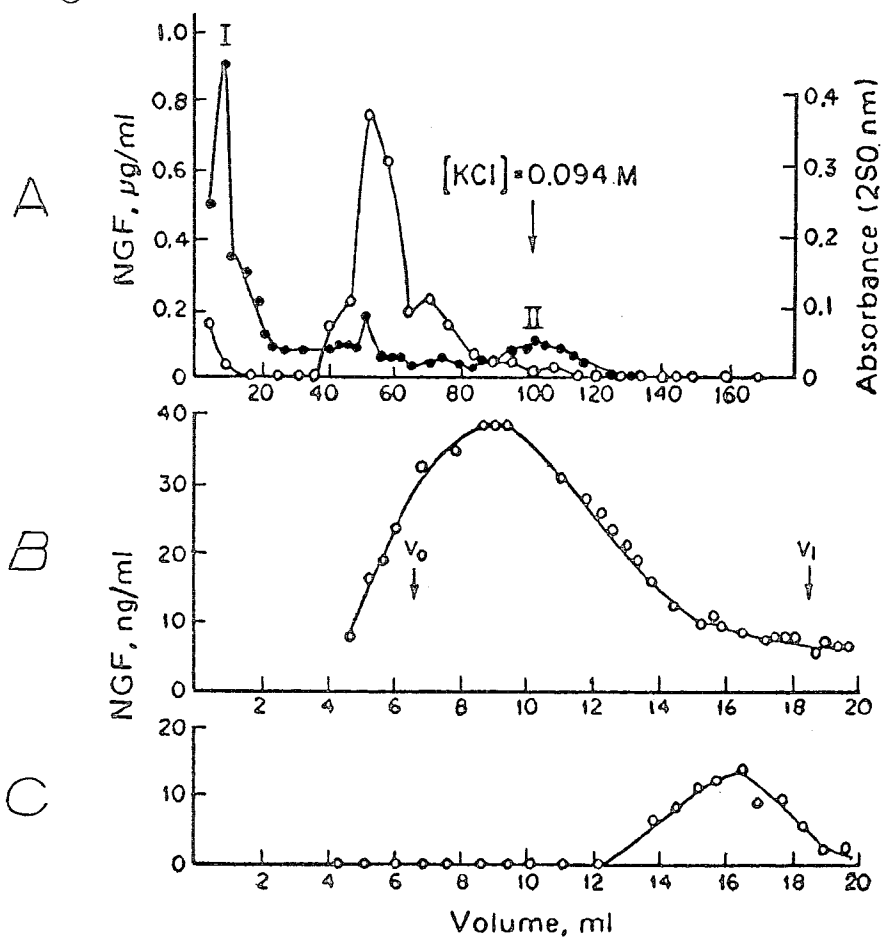 A
NGF, µg/ml
1.0
0.8
0.6
0.4
0.2
0
I
II
[KCl]=0.094 M
0.4
0.3
0.2
0.1
0
Absorbance (280 nm)
20 40 60 80 100 120 140 160
B
NGF, ng/ml
40
30
20
10
0
Vo
VI
2 4 6 8 10 12 14 16 18 20
C
20
10
0
2 4 6 8 10 12 14 16 18 20
Volume, ml